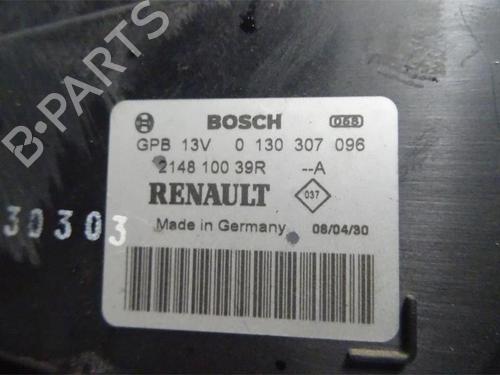 B-PARTS
BOSCH 058
GPB 13V 0 130 307 096
2148 100 39R --A
RENAULT 037
Made in Germany 08/04/30
30303